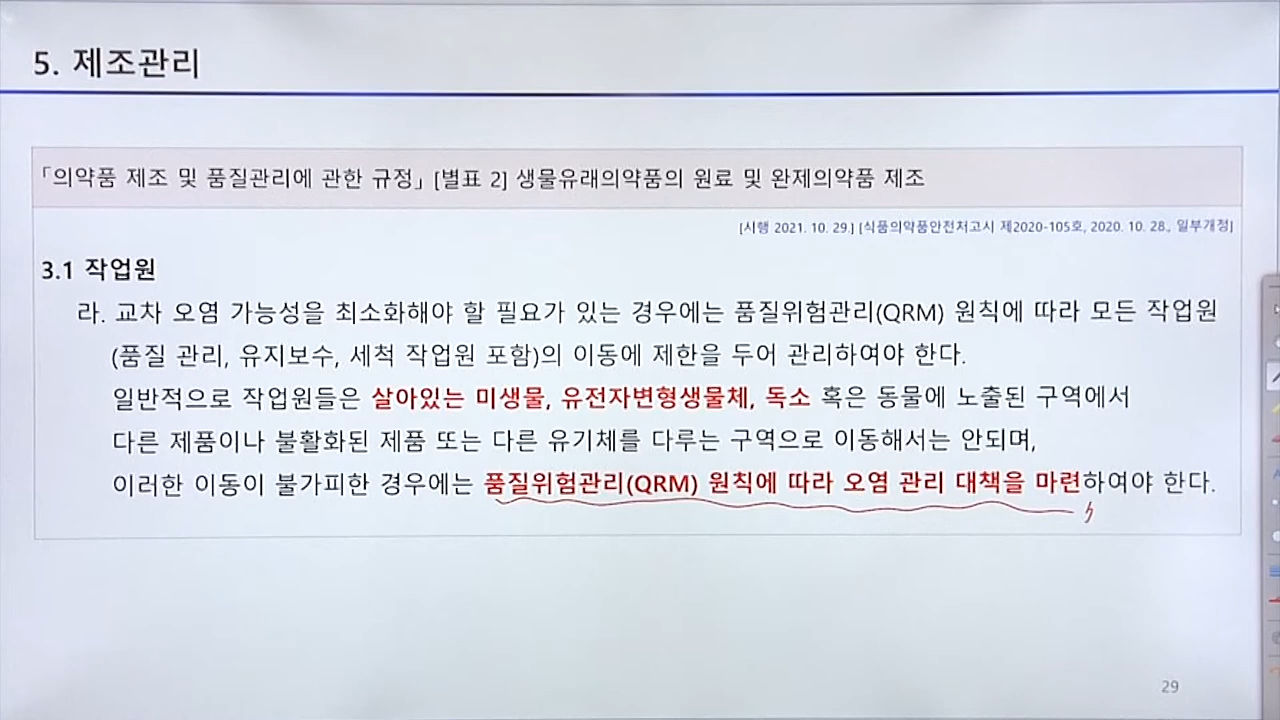 5. 제조관리
「의약품 제조 및 품질관리에 관한 규정」 [별표 2] 생물유래의약품의 원료 및 완제의약품 제조
[시행 2021. 10. 29.] [식품의약품안전처고시 제2020-105호, 2020. 10. 28., 일부개정]
3.1 작업원
라. 교차 오염 가능성을 최소화해야 할 필요가 있는 경우에는 품질위험관리(QRM) 원칙에 따라 모든 작업원
(품질 관리, 유지보수, 세척 작업원 포함)의 이동에 제한을 두어 관리하여야 한다.
일반적으로 작업원들은 살아있는 미생물, 유전자변형생물체, 독소 혹은 동물에 노출된 구역에서
다른 제품이나 불활화된 제품 또는 다른 유기체를 다루는 구역으로 이동해서는 안되며,
이러한 이동이 불가피한 경우에는 품질위험관리(QRM) 원칙에 따라 오염 관리 대책을 마련하여야 한다.
29